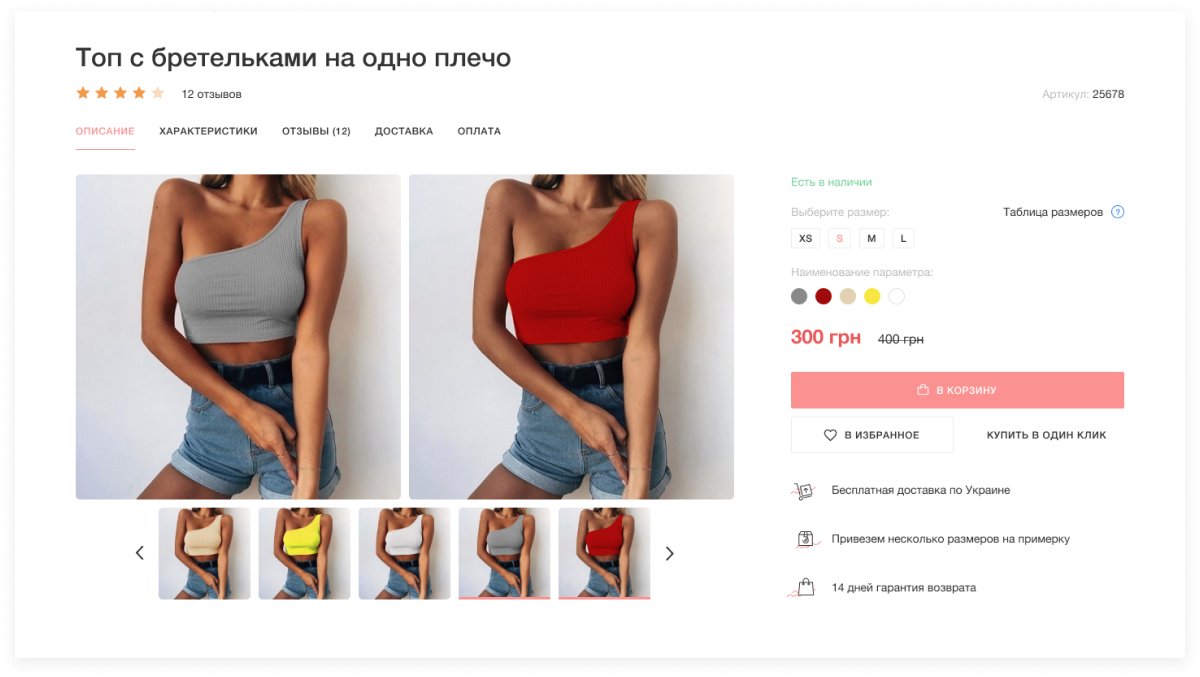 Топ с бретельками на одно плечо
12 отзывов
Артикул: 25678
ОПИСАНИЕ ХАРАКТЕРИСТИКИ ОТЗЫВЫ (12) ДОСТАВКА ОПЛАТА
Есть в наличии
Выберите размер:
Таблица размеров ?
XS S M L
Наименование параметра:
300 грн 400 грн
В КОРЗИНУ
В ИЗБРАННОЕ
КУПИТЬ В ОДИН КЛИК
Бесплатная доставка по Украине
Привезем несколько размеров на примерку
14 дней гарантия возврата